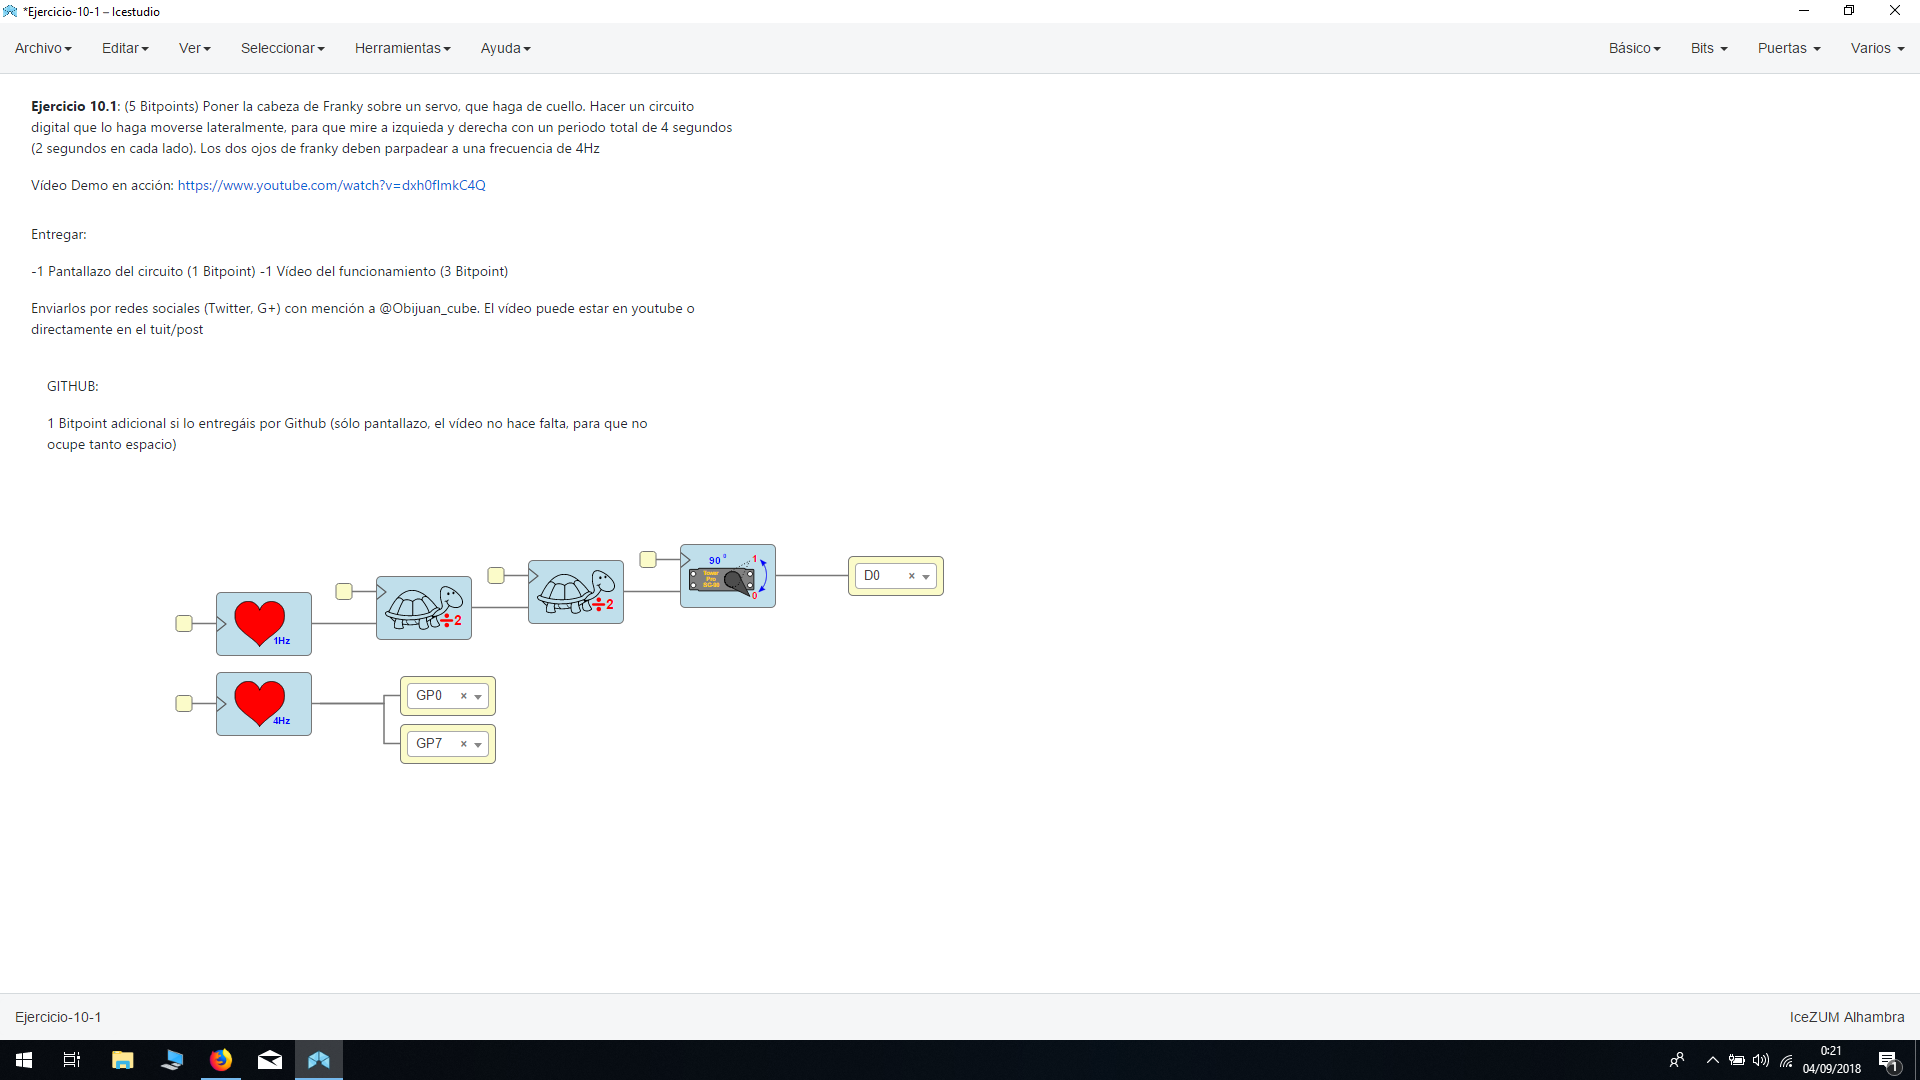 *Ejercicio-10-1 – Icestudio
Archivo Editar Ver Seleccionar Herramientas Ayuda Básico Bits Puertas Varios
Ejercicio 10.1: (5 Bitpoints) Poner la cabeza de Franky sobre un servo, que haga de cuello. Hacer un circuito
digital que lo haga moverse lateralmente, para que mire a izquieda y derecha con un periodo total de 4 segundos
(2 segundos en cada lado). Los dos ojos de franky deben parpadear a una frecuencia de 4Hz
Vídeo Demo en acción: https://www.youtube.com/watch?v=dxh0flmkC4Q
Entregar:
-1 Pantallazo del circuito (1 Bitpoint) -1 Vídeo del funcionamiento (3 Bitpoint)
Enviarlos por redes sociales (Twitter, G+) con mención a @Obijuan_cube. El vídeo puede estar en youtube o
directamente en el tuit/post
GITHUB:
1 Bitpoint adicional si lo entregáis por Github (sólo pantallazo, el vídeo no hace falta, para que no
ocupe tanto espacio)
90 º 1
Tower
Pro
SG-90
0
D0 ×
÷2
÷2
1Hz
4Hz
GP0 ×
GP7 ×
Ejercicio-10-1 IceZUM Alhambra
0:21
04/09/2018
1